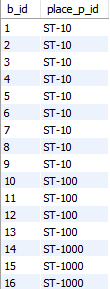 b_id place_p_id
1 ST-10
2 ST-10
3 ST-10
4 ST-10
5 ST-10
6 ST-10
7 ST-10
8 ST-10
9 ST-10
10 ST-100
11 ST-100
12 ST-100
13 ST-100
14 ST-1000
15 ST-1000
16 ST-1000